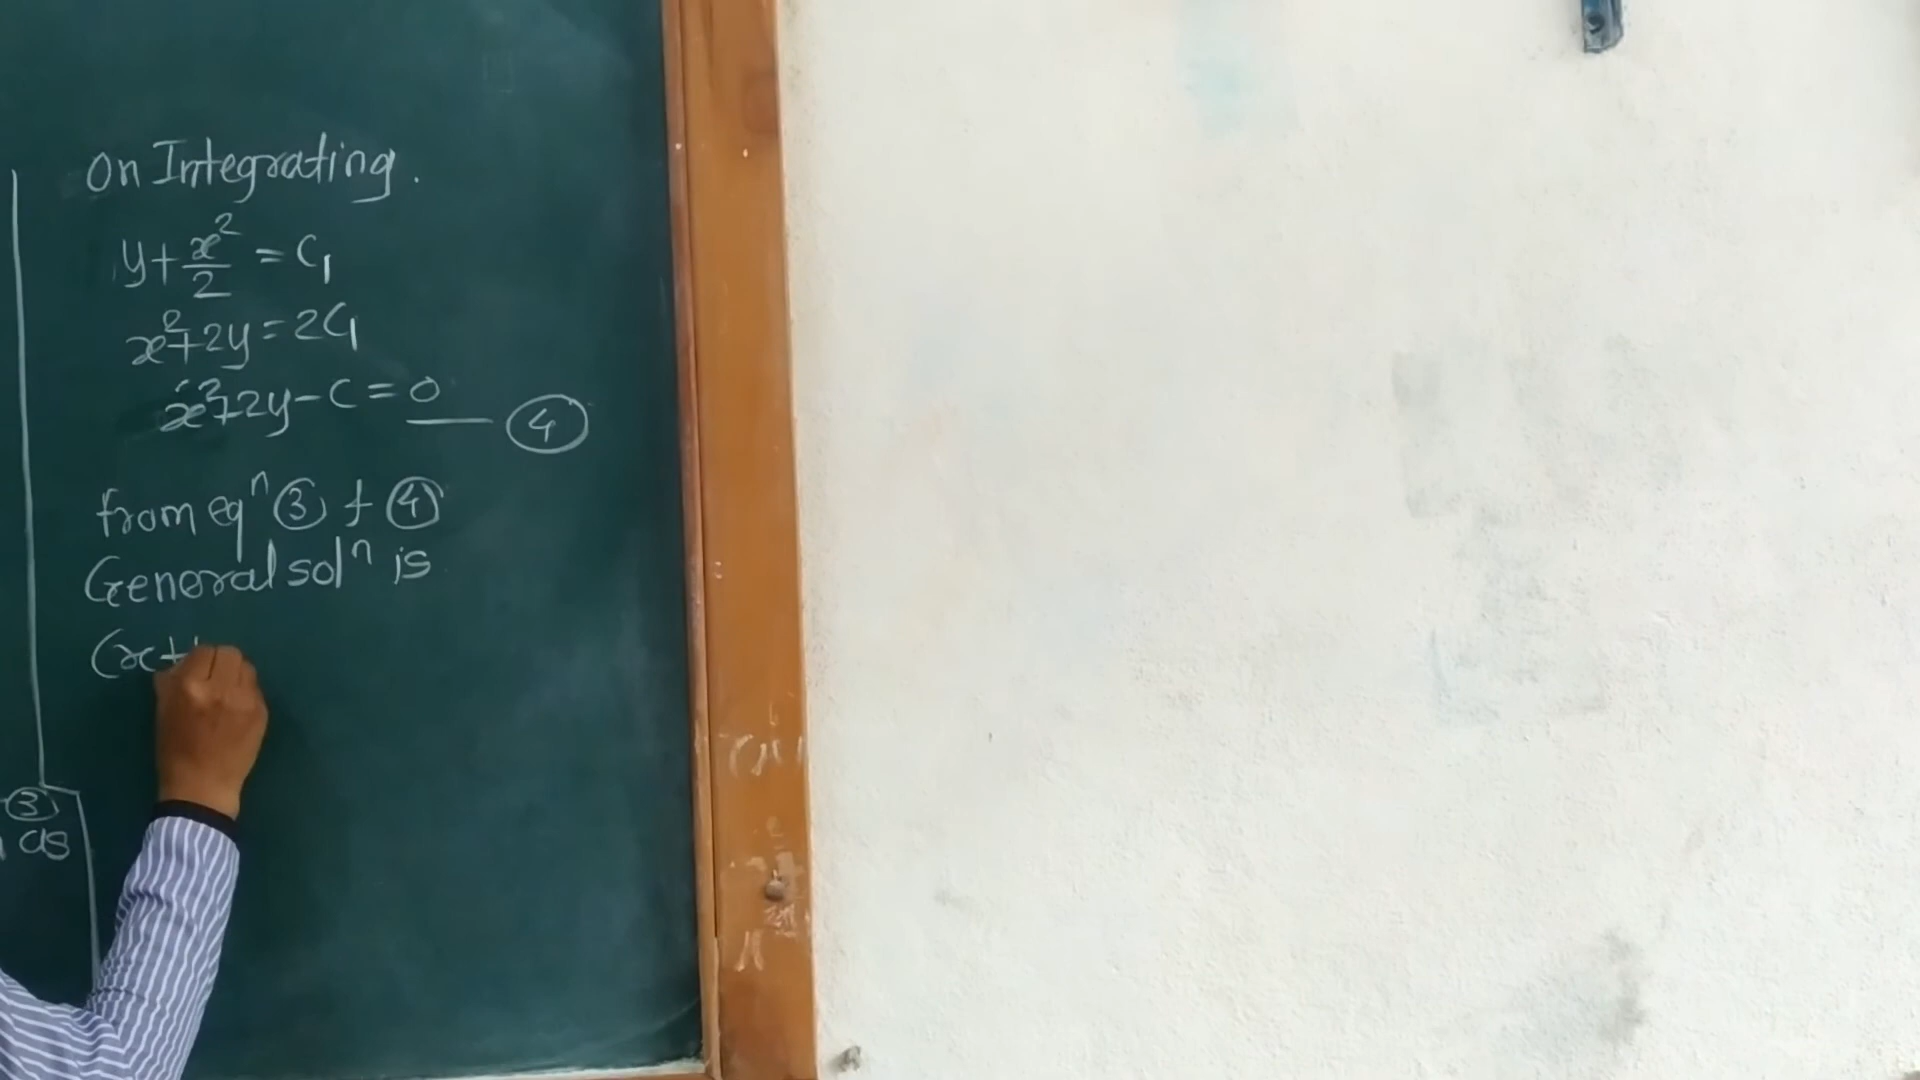 On Integrating.
y+x²/2 = C₁
x²+2y=2C₁
x²+2y-C=0 — ④
from eqⁿ ③ & ④
General solⁿ is
(x+
③
as